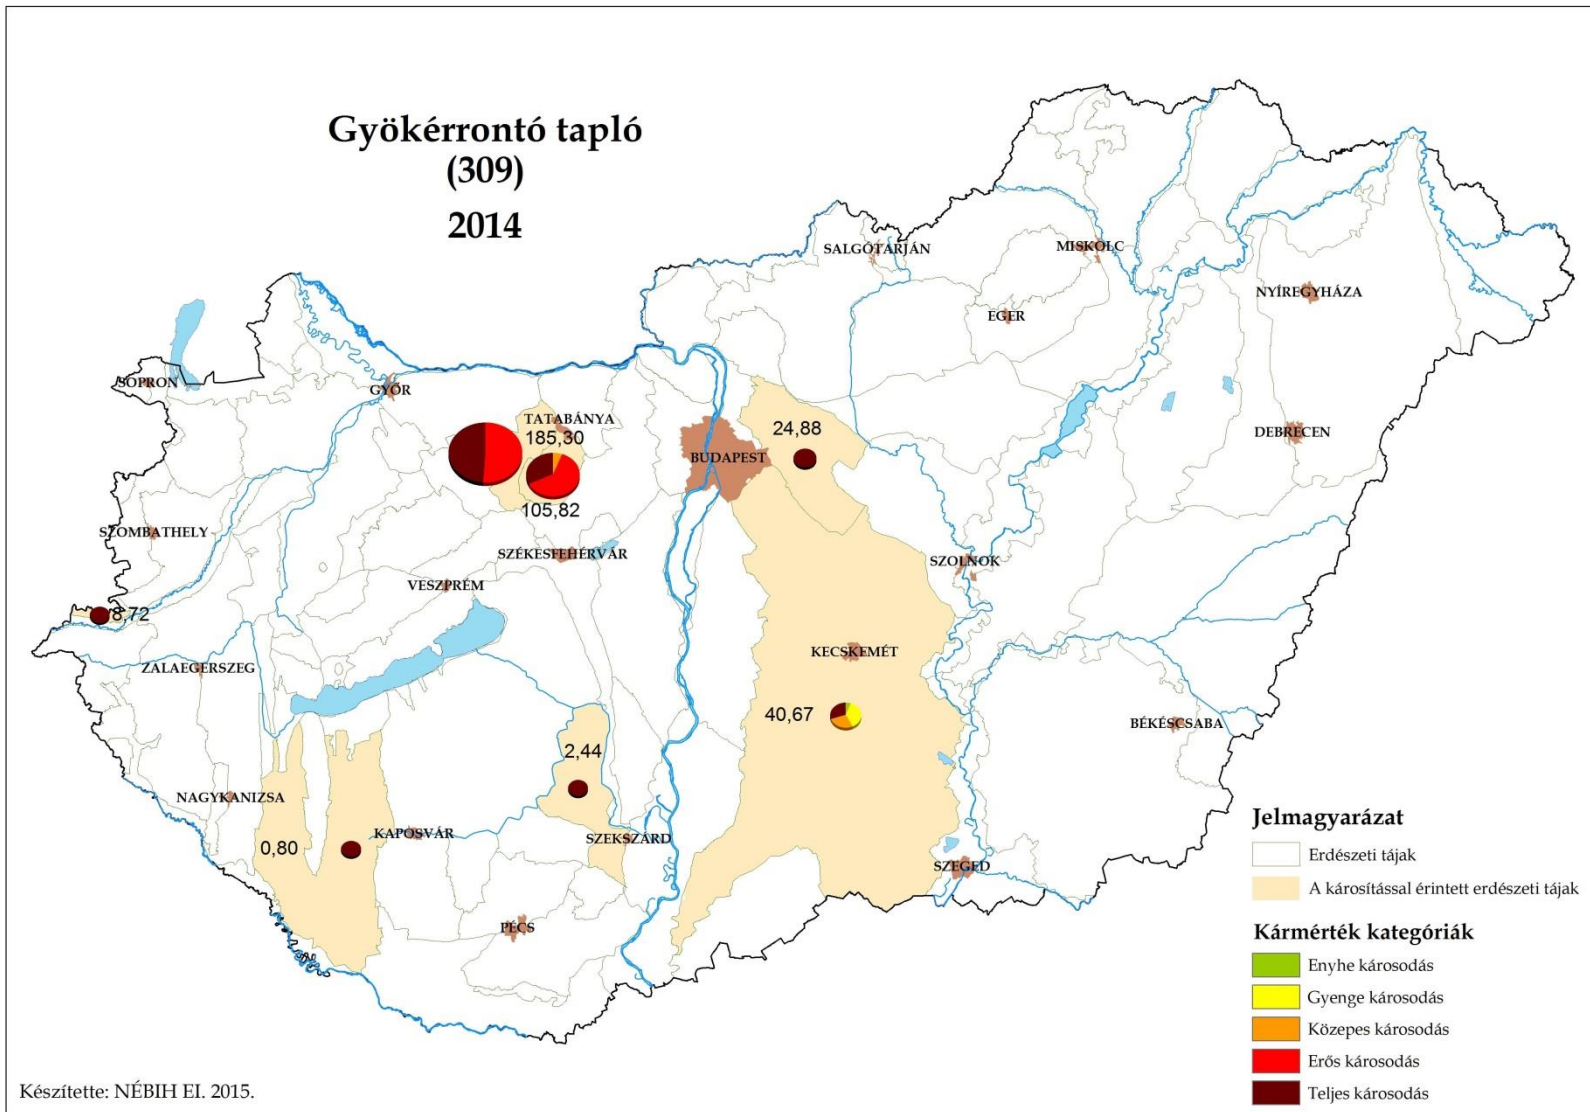 Gyökérrontó tapló
(309)
2014
SALGÓTARJÁN
MISKOLC
NYÍREGYHÁZA
EGER
SOPRON
GYŐR
TATABÁNYA
185,30
24,88
DEBRECEN
BUDAPEST
105,82
SZOMBATHELY
SZÉKESFEHÉRVÁR
SZOLNOK
VESZPRÉM
8,72
KECSKEMÉT
ZALAEGERSZEG
40,67
BÉKÉSCSABA
2,44
NAGYKANIZSA
KAPOSVÁR
SZEKSZÁRD
0,80
SZEGED
PÉCS
Jelmagyarázat
Erdészeti tájak
A károsítással érintett erdészeti tájak
Kármérték kategóriák
Enyhe károsodás
Gyenge károsodás
Közepes károsodás
Erős károsodás
Teljes károsodás
Készítette: NÉBIH EI. 2015.